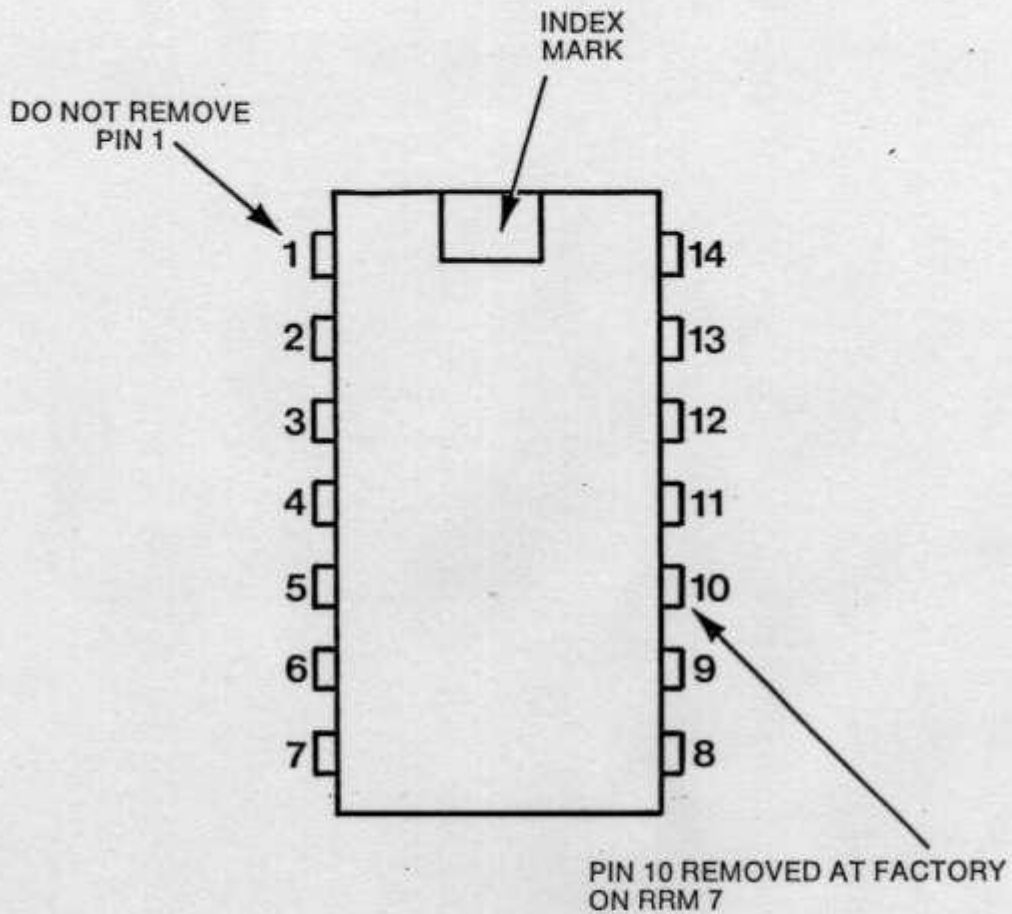 INDEX
MARK
DO NOT REMOVE
PIN 1
1 14
2 13
3 12
4 11
5 10
6 9
7 8
PIN 10 REMOVED AT FACTORY
ON RRM 7